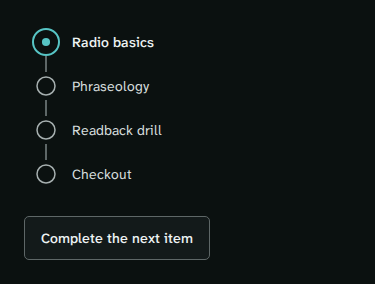 Radio basics
Phraseology
Readback drill
Checkout
Complete the next item